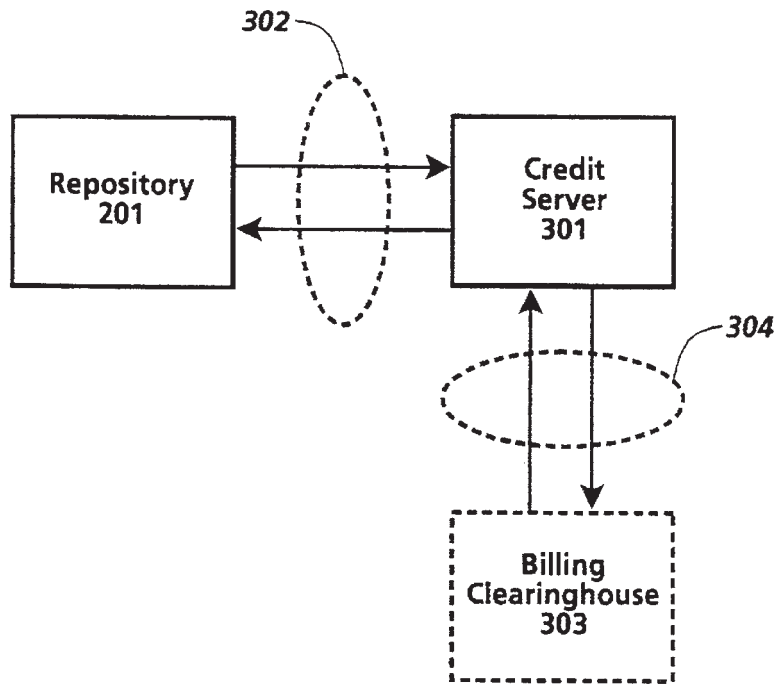 302
Repository
201
Credit
Server
301
304
Billing
Clearinghouse
303